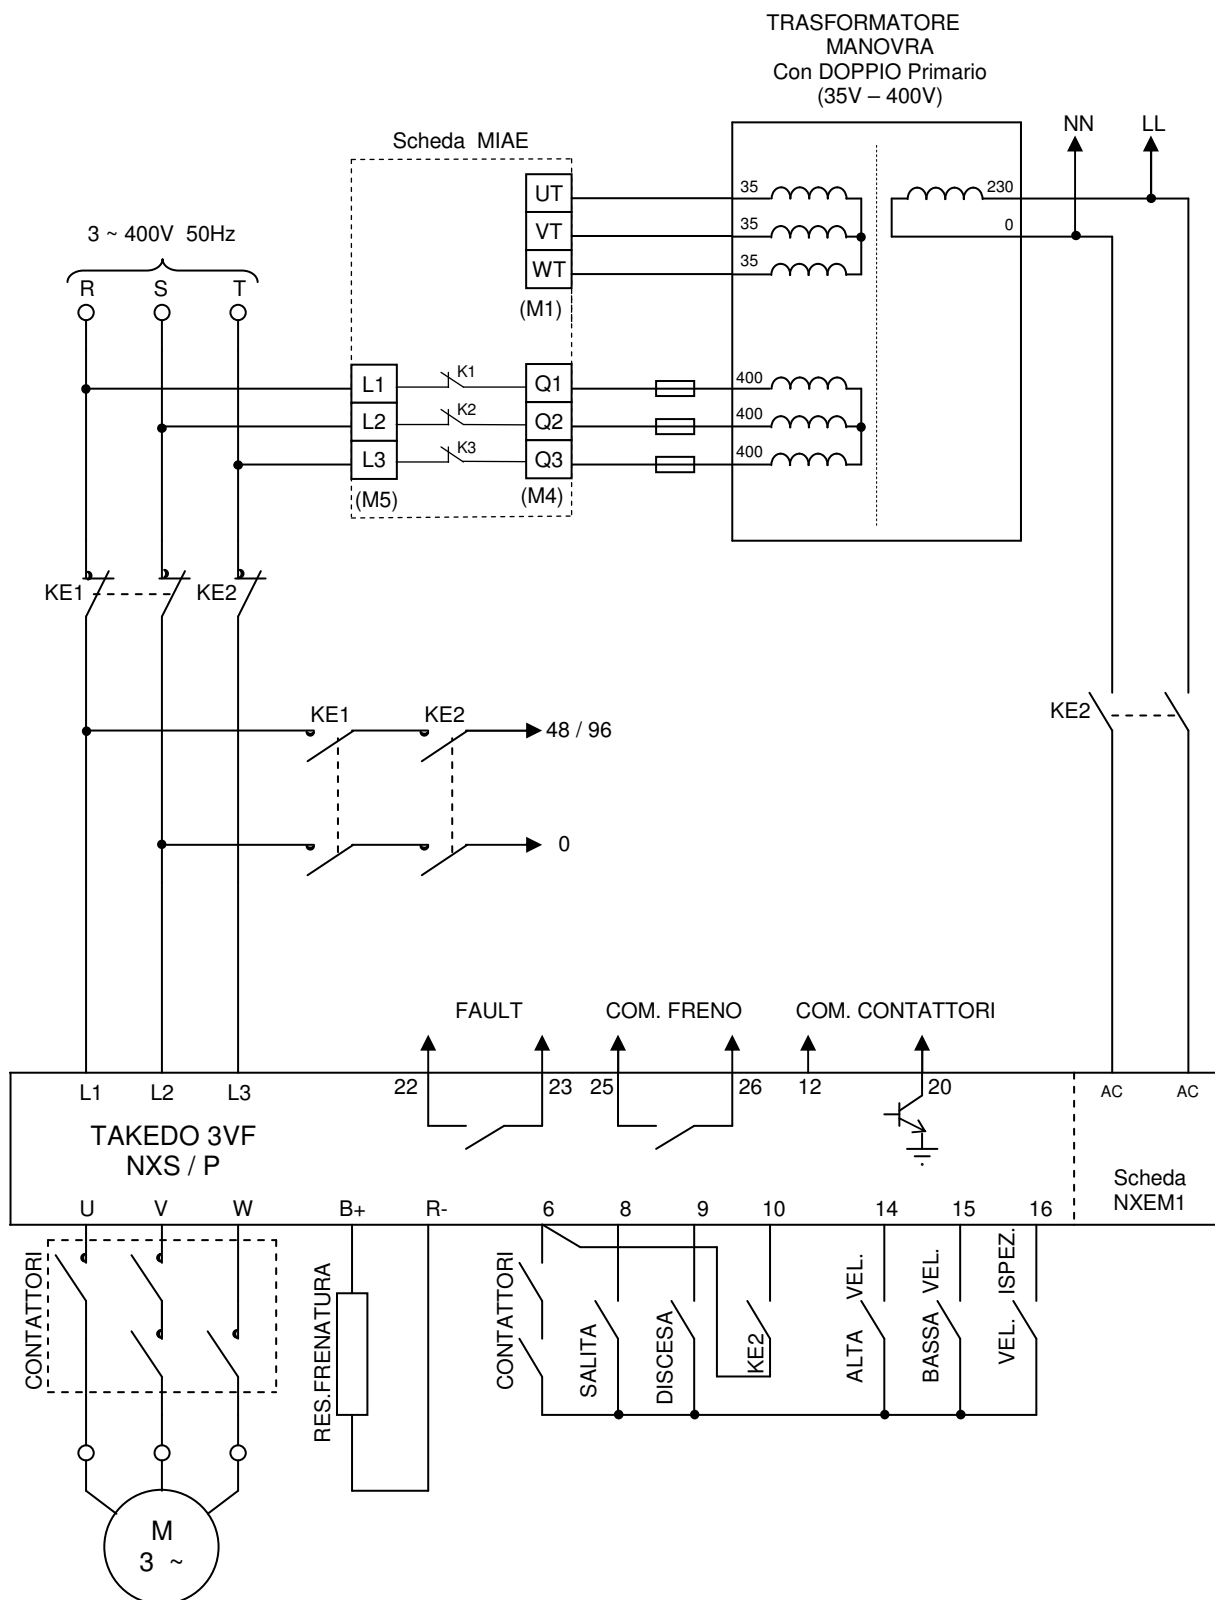 TRASFORMATORE
MANOVRA
Con DOPPIO Primario
(35V – 400V)
NN LL
Scheda MIAE
UT 35 230
VT 35 0
WT 35
(M1)
3 ~ 400V 50Hz
R S T
L1 K1 Q1 400
L2 K2 Q2 400
L3 K3 Q3 400
(M5) (M4)
KE1 KE2
KE1 KE2 48 / 96
KE2
0
FAULT COM. FRENO COM. CONTATTORI
L1 L2 L3 22 23 25 26 12 20 AC AC
TAKEDO 3VF
NXS / P
Scheda
NXEM1
U V W B+ R- 6 8 9 10 14 15 16
CONTATTORI
RES.FRENATURA
CONTATTORI
SALITA
DISCESA
KE2
ALTA VEL.
BASSA VEL.
VEL. ISPEZ.
M
3 ~